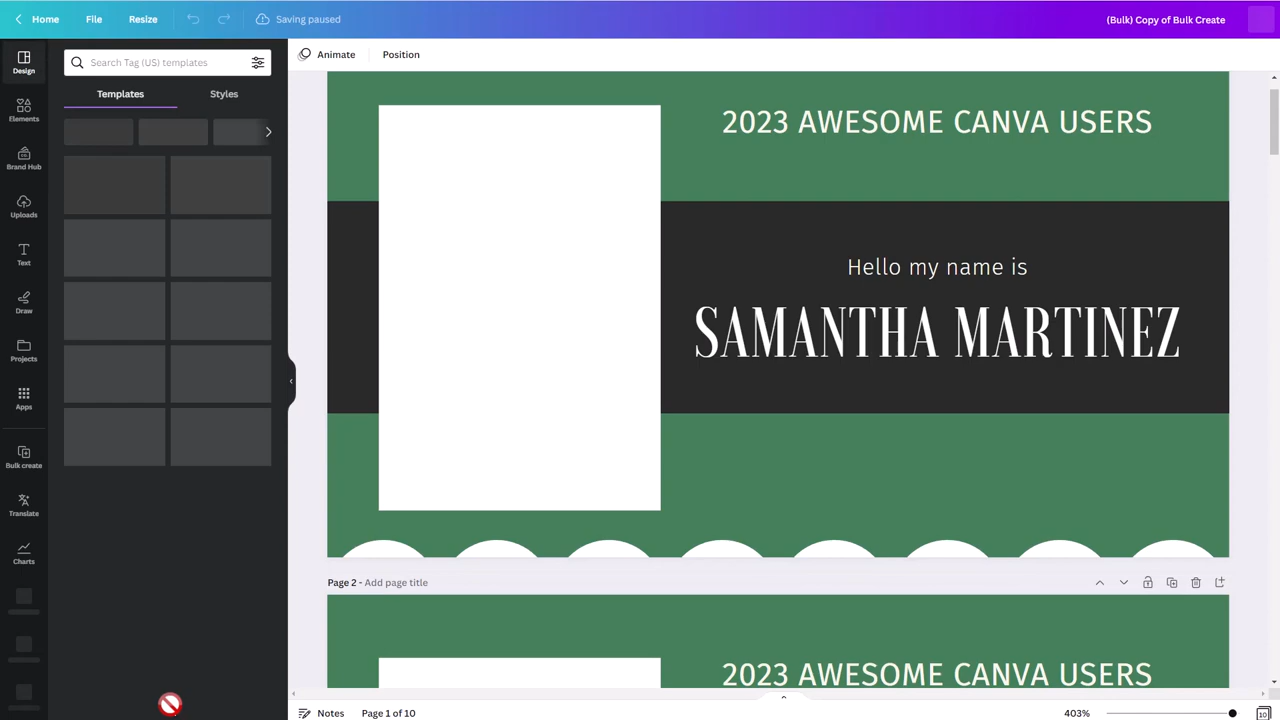 Home
File
Resize
Saving paused
(Bulk) Copy of Bulk Create
Design
Elements
Brand Hub
Uploads
Text
Draw
Projects
Apps
Bulk create
Translate
Charts
Search Tag (US) templates
Templates
Styles
Animate
Position
2023 AWESOME CANVA USERS
Hello my name is
SAMANTHA MARTINEZ
Page 2 - Add page title
2023 AWESOME CANVA USERS
Notes
Page 1 of 10
403%
10